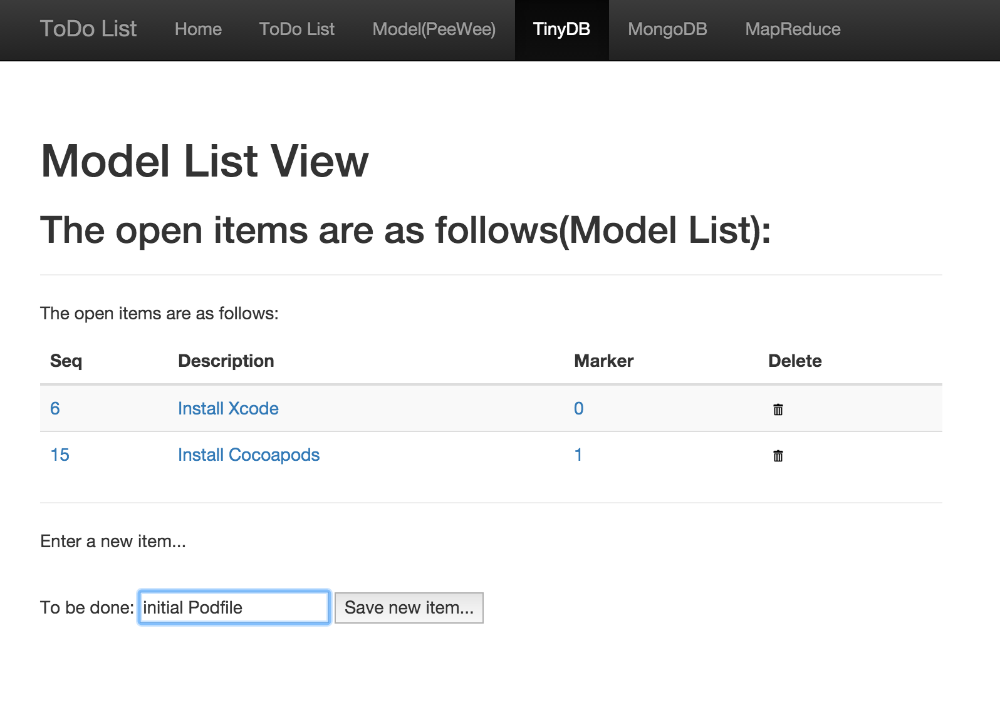 ToDo List Home ToDo List Model(PeeWee) TinyDB MongoDB MapReduce
Model List View
The open items are as follows(Model List):
The open items are as follows:
Seq Description Marker Delete
6 Install Xcode 0
15 Install Cocoapods 1
Enter a new item...
To be done: initial Podfile Save new item...